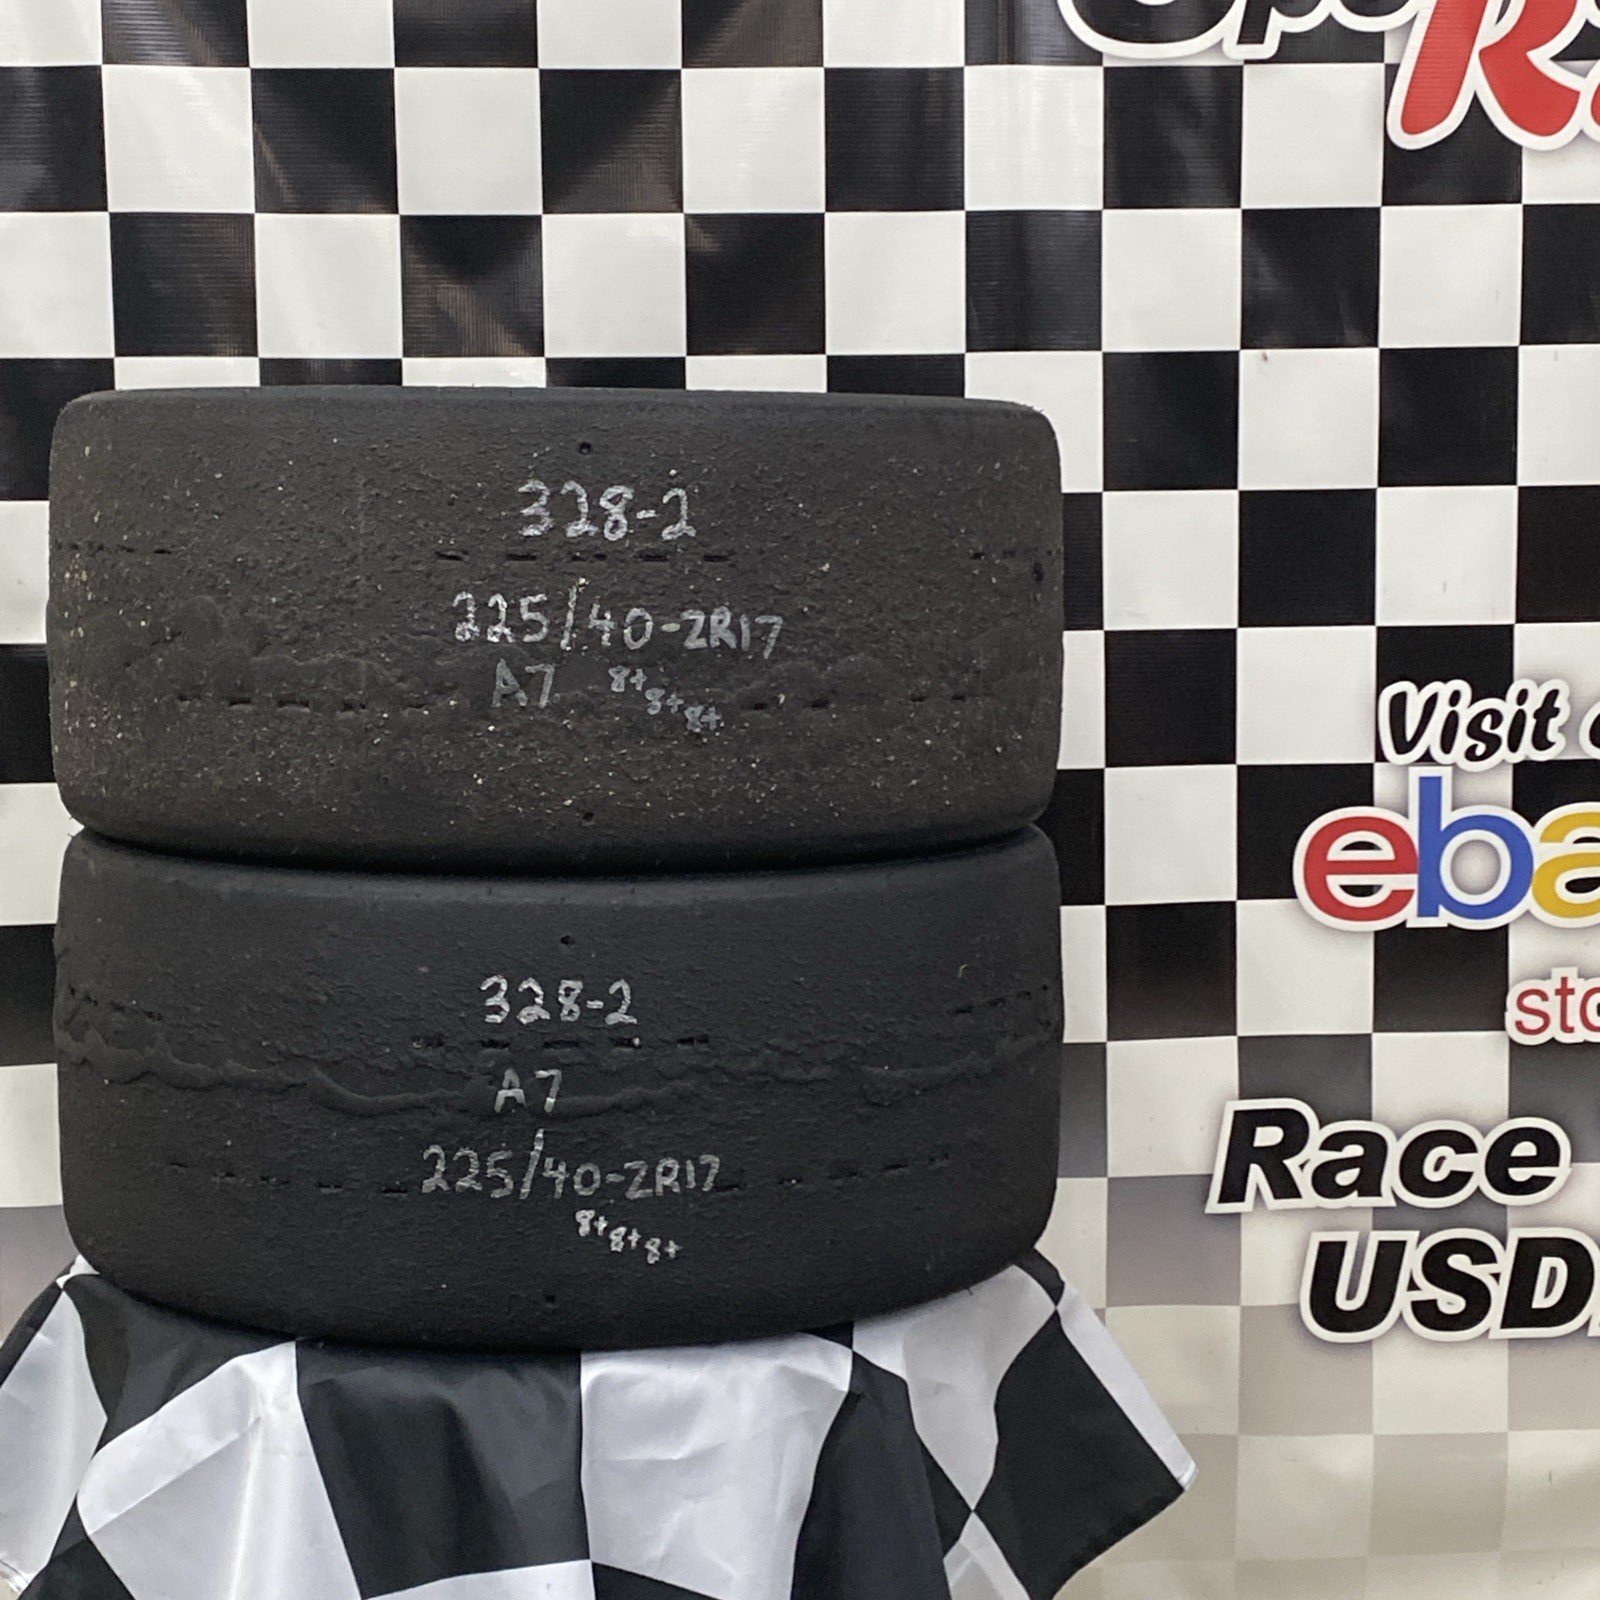 328-2
225/40-ZR17
A7 8+ 8+ 8+
328-2
A7
225/40-ZR17
8+ 8+ 8+
Visit
eba
sto
Race
USD